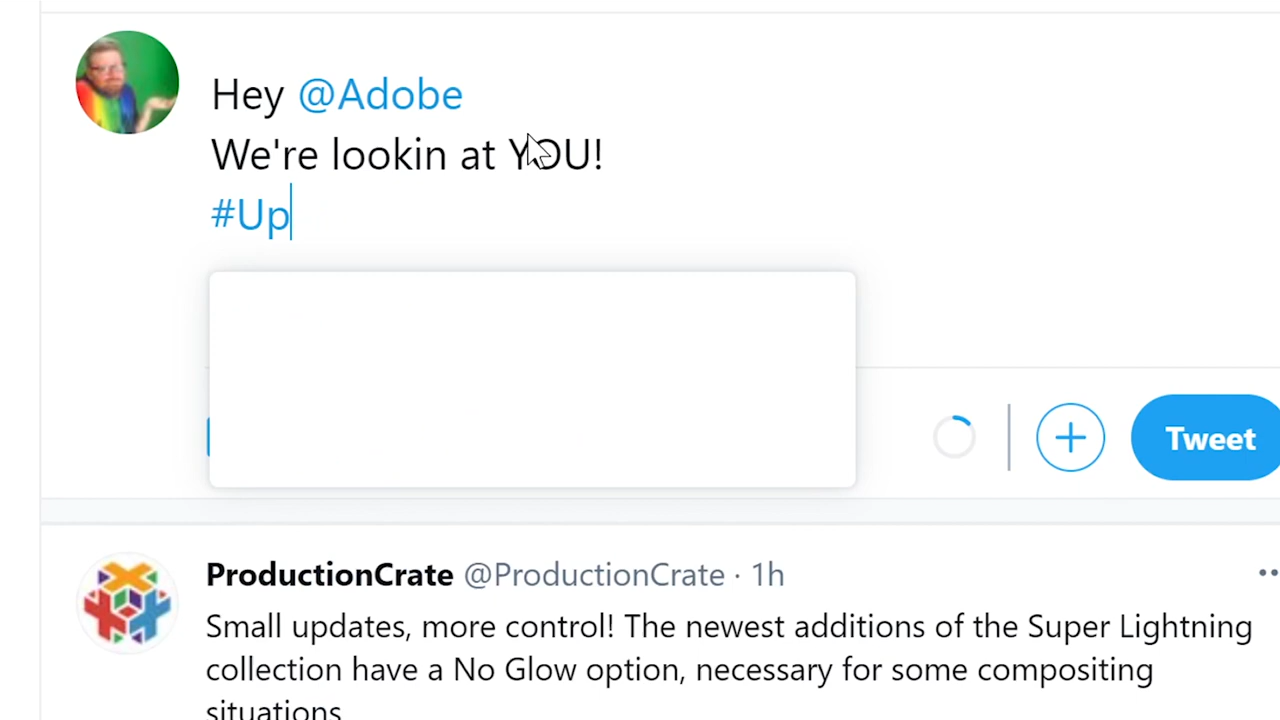 Hey @Adobe
We're lookin at YOU!
#Up
Tweet
ProductionCrate @ProductionCrate · 1h
Small updates, more control! The newest additions of the Super Lightning
collection have a No Glow option, necessary for some compositing
situations